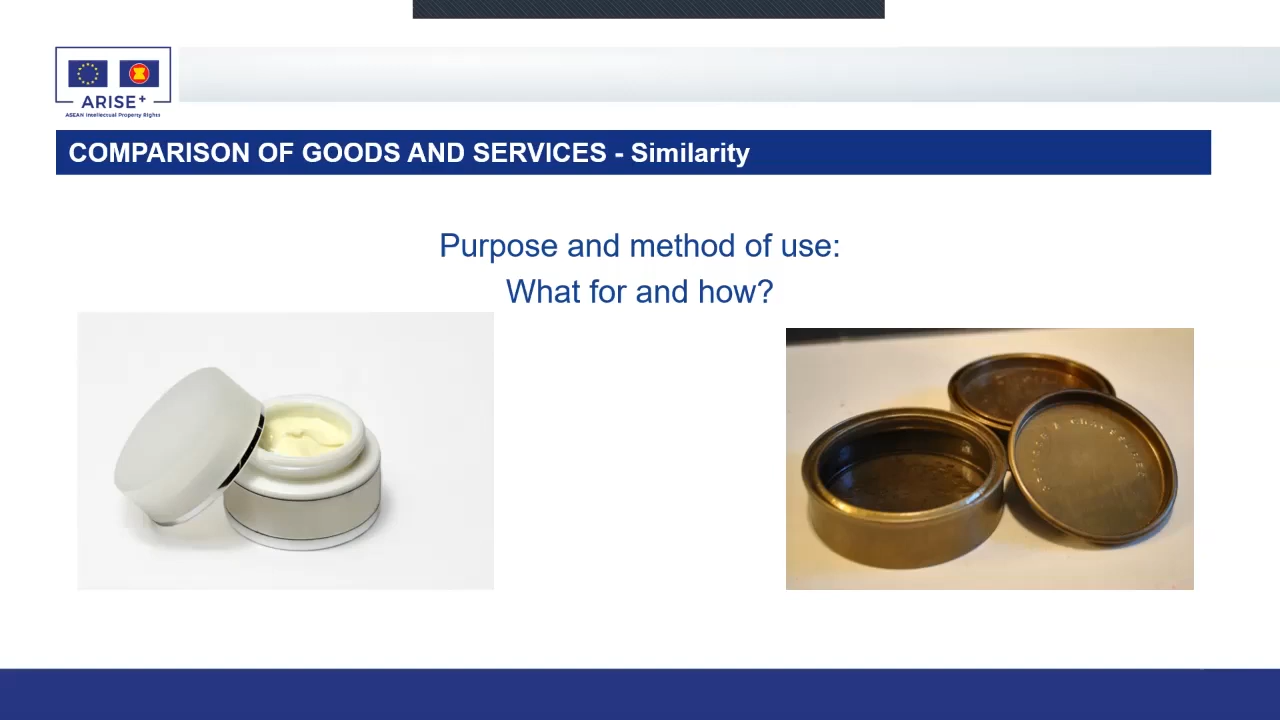 ARISE+
ASEAN Intellectual Property Rights
COMPARISON OF GOODS AND SERVICES - Similarity
Purpose and method of use:
What for and how?